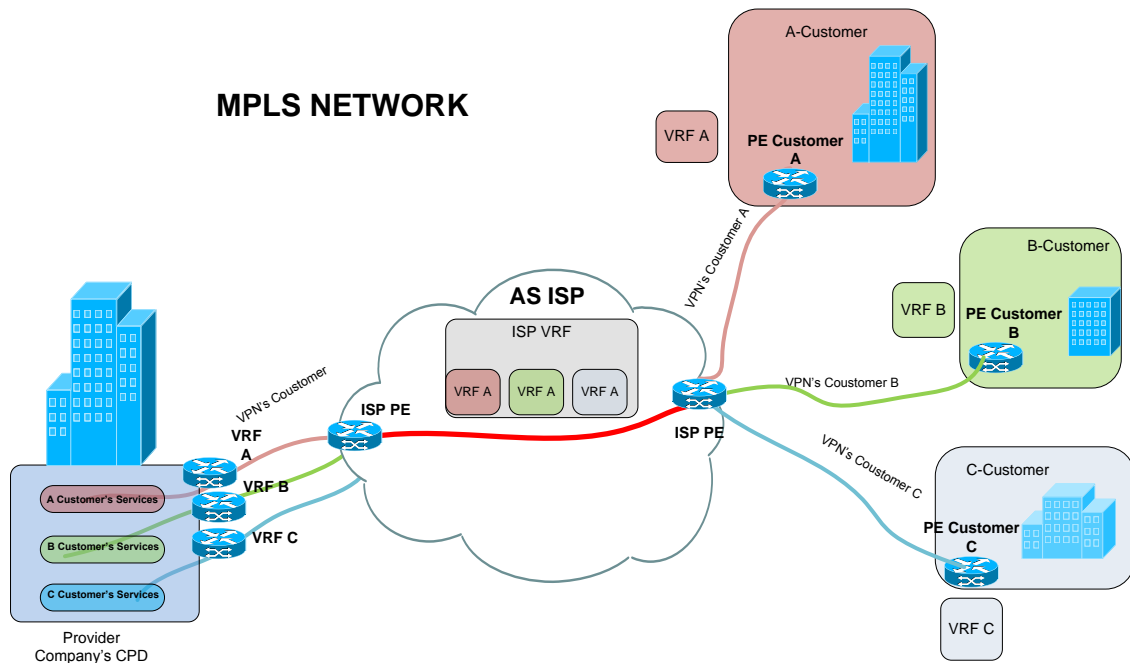 MPLS NETWORK
A-Customer
VRF A
PE Customer
A
VPN's Coustomer A
B-Customer
VRF B
PE Customer
B
VPN's Coustomer B
AS ISP
ISP VRF
VRF A
VRF A
VRF A
ISP PE
ISP PE
VPN's Coustomer
VRF
A
VRF B
VRF C
A Customer's Services
B Customer's Services
C Customer's Services
Provider
Company's CPD
VPN's Coustomer C
C-Customer
PE Customer
C
VRF C